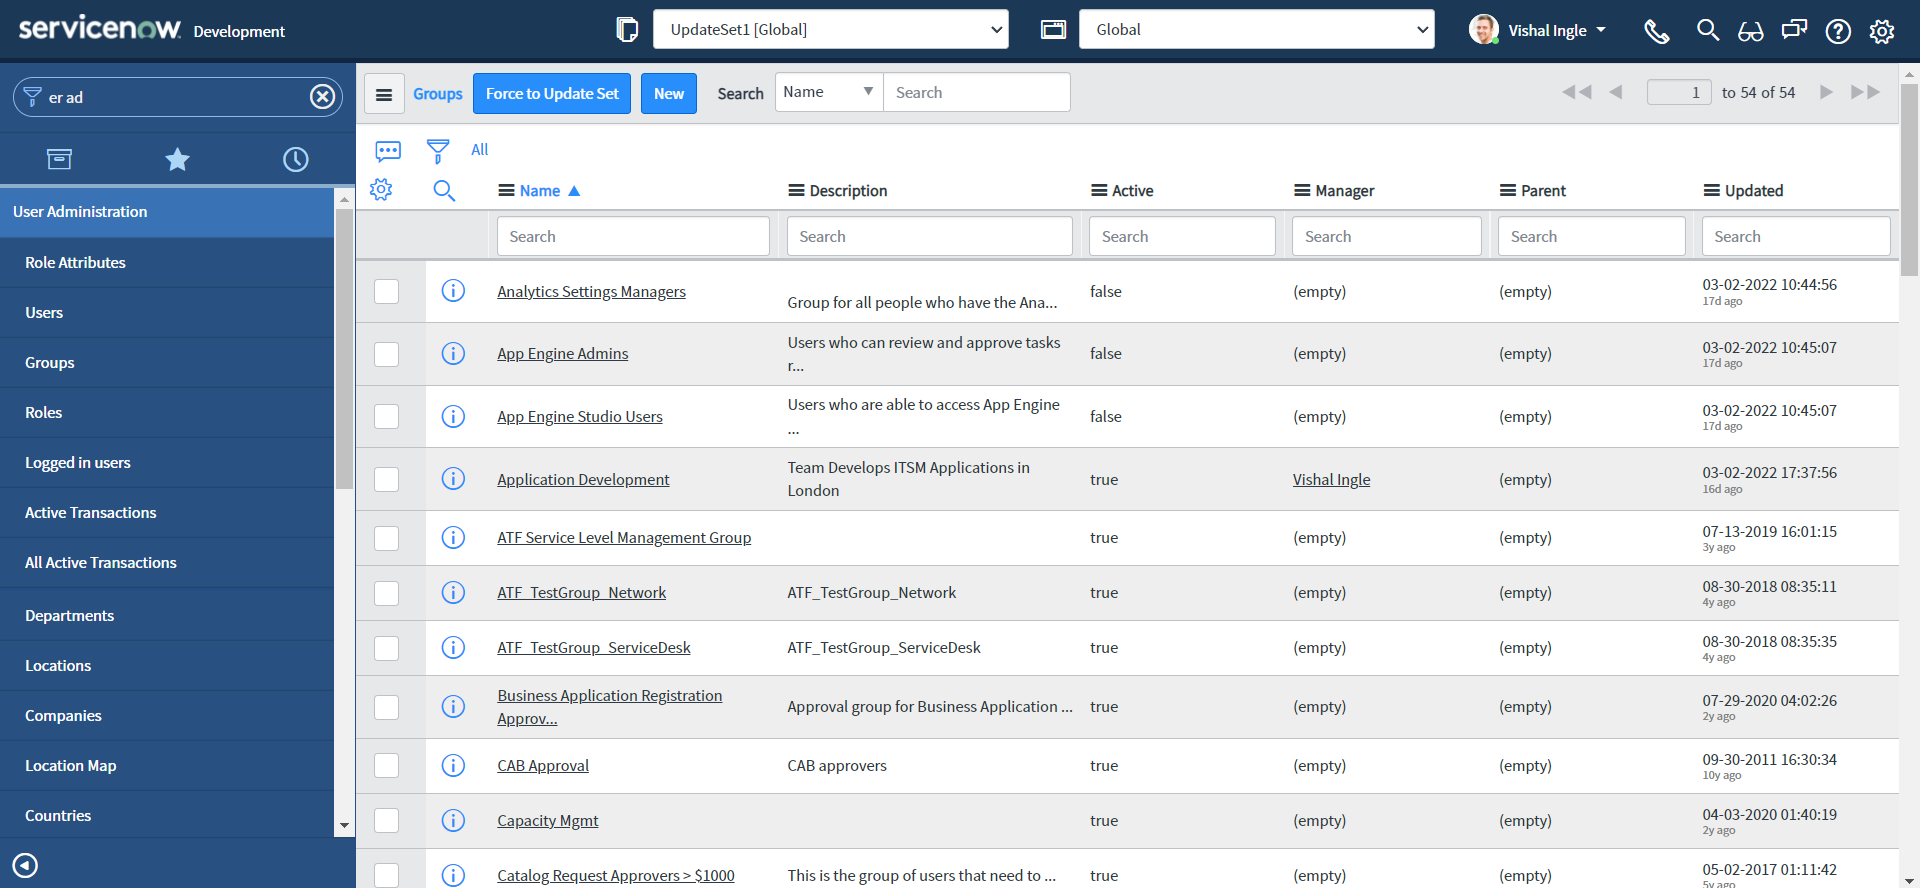 servicenow Development
UpdateSet1 [Global]
Global
Vishal Ingle
er ad
User Administration
Role Attributes
Users
Groups
Roles
Logged in users
Active Transactions
All Active Transactions
Departments
Locations
Companies
Location Map
Countries
Groups Force to Update Set New Search Name Search 1 to 54 of 54
All
Name Description Active Manager Parent Updated
Search Search Search Search Search Search
Analytics Settings Managers Group for all people who have the Ana... false (empty) (empty) 03-02-2022 10:44:56
17d ago
App Engine Admins Users who can review and approve tasks false (empty) (empty) 03-02-2022 10:45:07
r... 17d ago
App Engine Studio Users Users who are able to access App Engine false (empty) (empty) 03-02-2022 10:45:07
... 17d ago
Application Development Team Develops ITSM Applications in true Vishal Ingle (empty) 03-02-2022 17:37:56
London 16d ago
ATF Service Level Management Group true (empty) (empty) 07-13-2019 16:01:15
3y ago
ATF_TestGroup_Network ATF_TestGroup_Network true (empty) (empty) 08-30-2018 08:35:11
4y ago
ATF_TestGroup_ServiceDesk ATF_TestGroup_ServiceDesk true (empty) (empty) 08-30-2018 08:35:35
4y ago
Business Application Registration Approval group for Business Application ... true (empty) (empty) 07-29-2020 04:02:26
Approv... 2y ago
CAB Approval CAB approvers true (empty) (empty) 09-30-2011 16:30:34
10y ago
Capacity Mgmt true (empty) (empty) 04-03-2020 01:40:19
2y ago
Catalog Request Approvers > $1000 This is the group of users that need to ... true (empty) (empty) 05-02-2017 01:11:42
5y ago